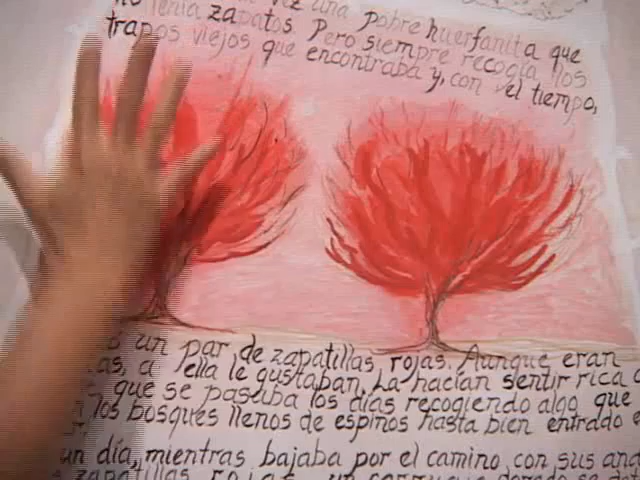 vez una pobre huerfanita que
no tenía zapatos. Pero siempre recogía los
trapos viejos que encontraba y, con el tiempo,
un par de zapatillas rojas. Aunque eran
a ella le gustaban. La hacían sentir rica
que se pasaba los días recogiendo algo que
los bosques llenos de espinos hasta bien entrado
un día, mientras bajaba por el camino con sus
zapatillas rojas, un